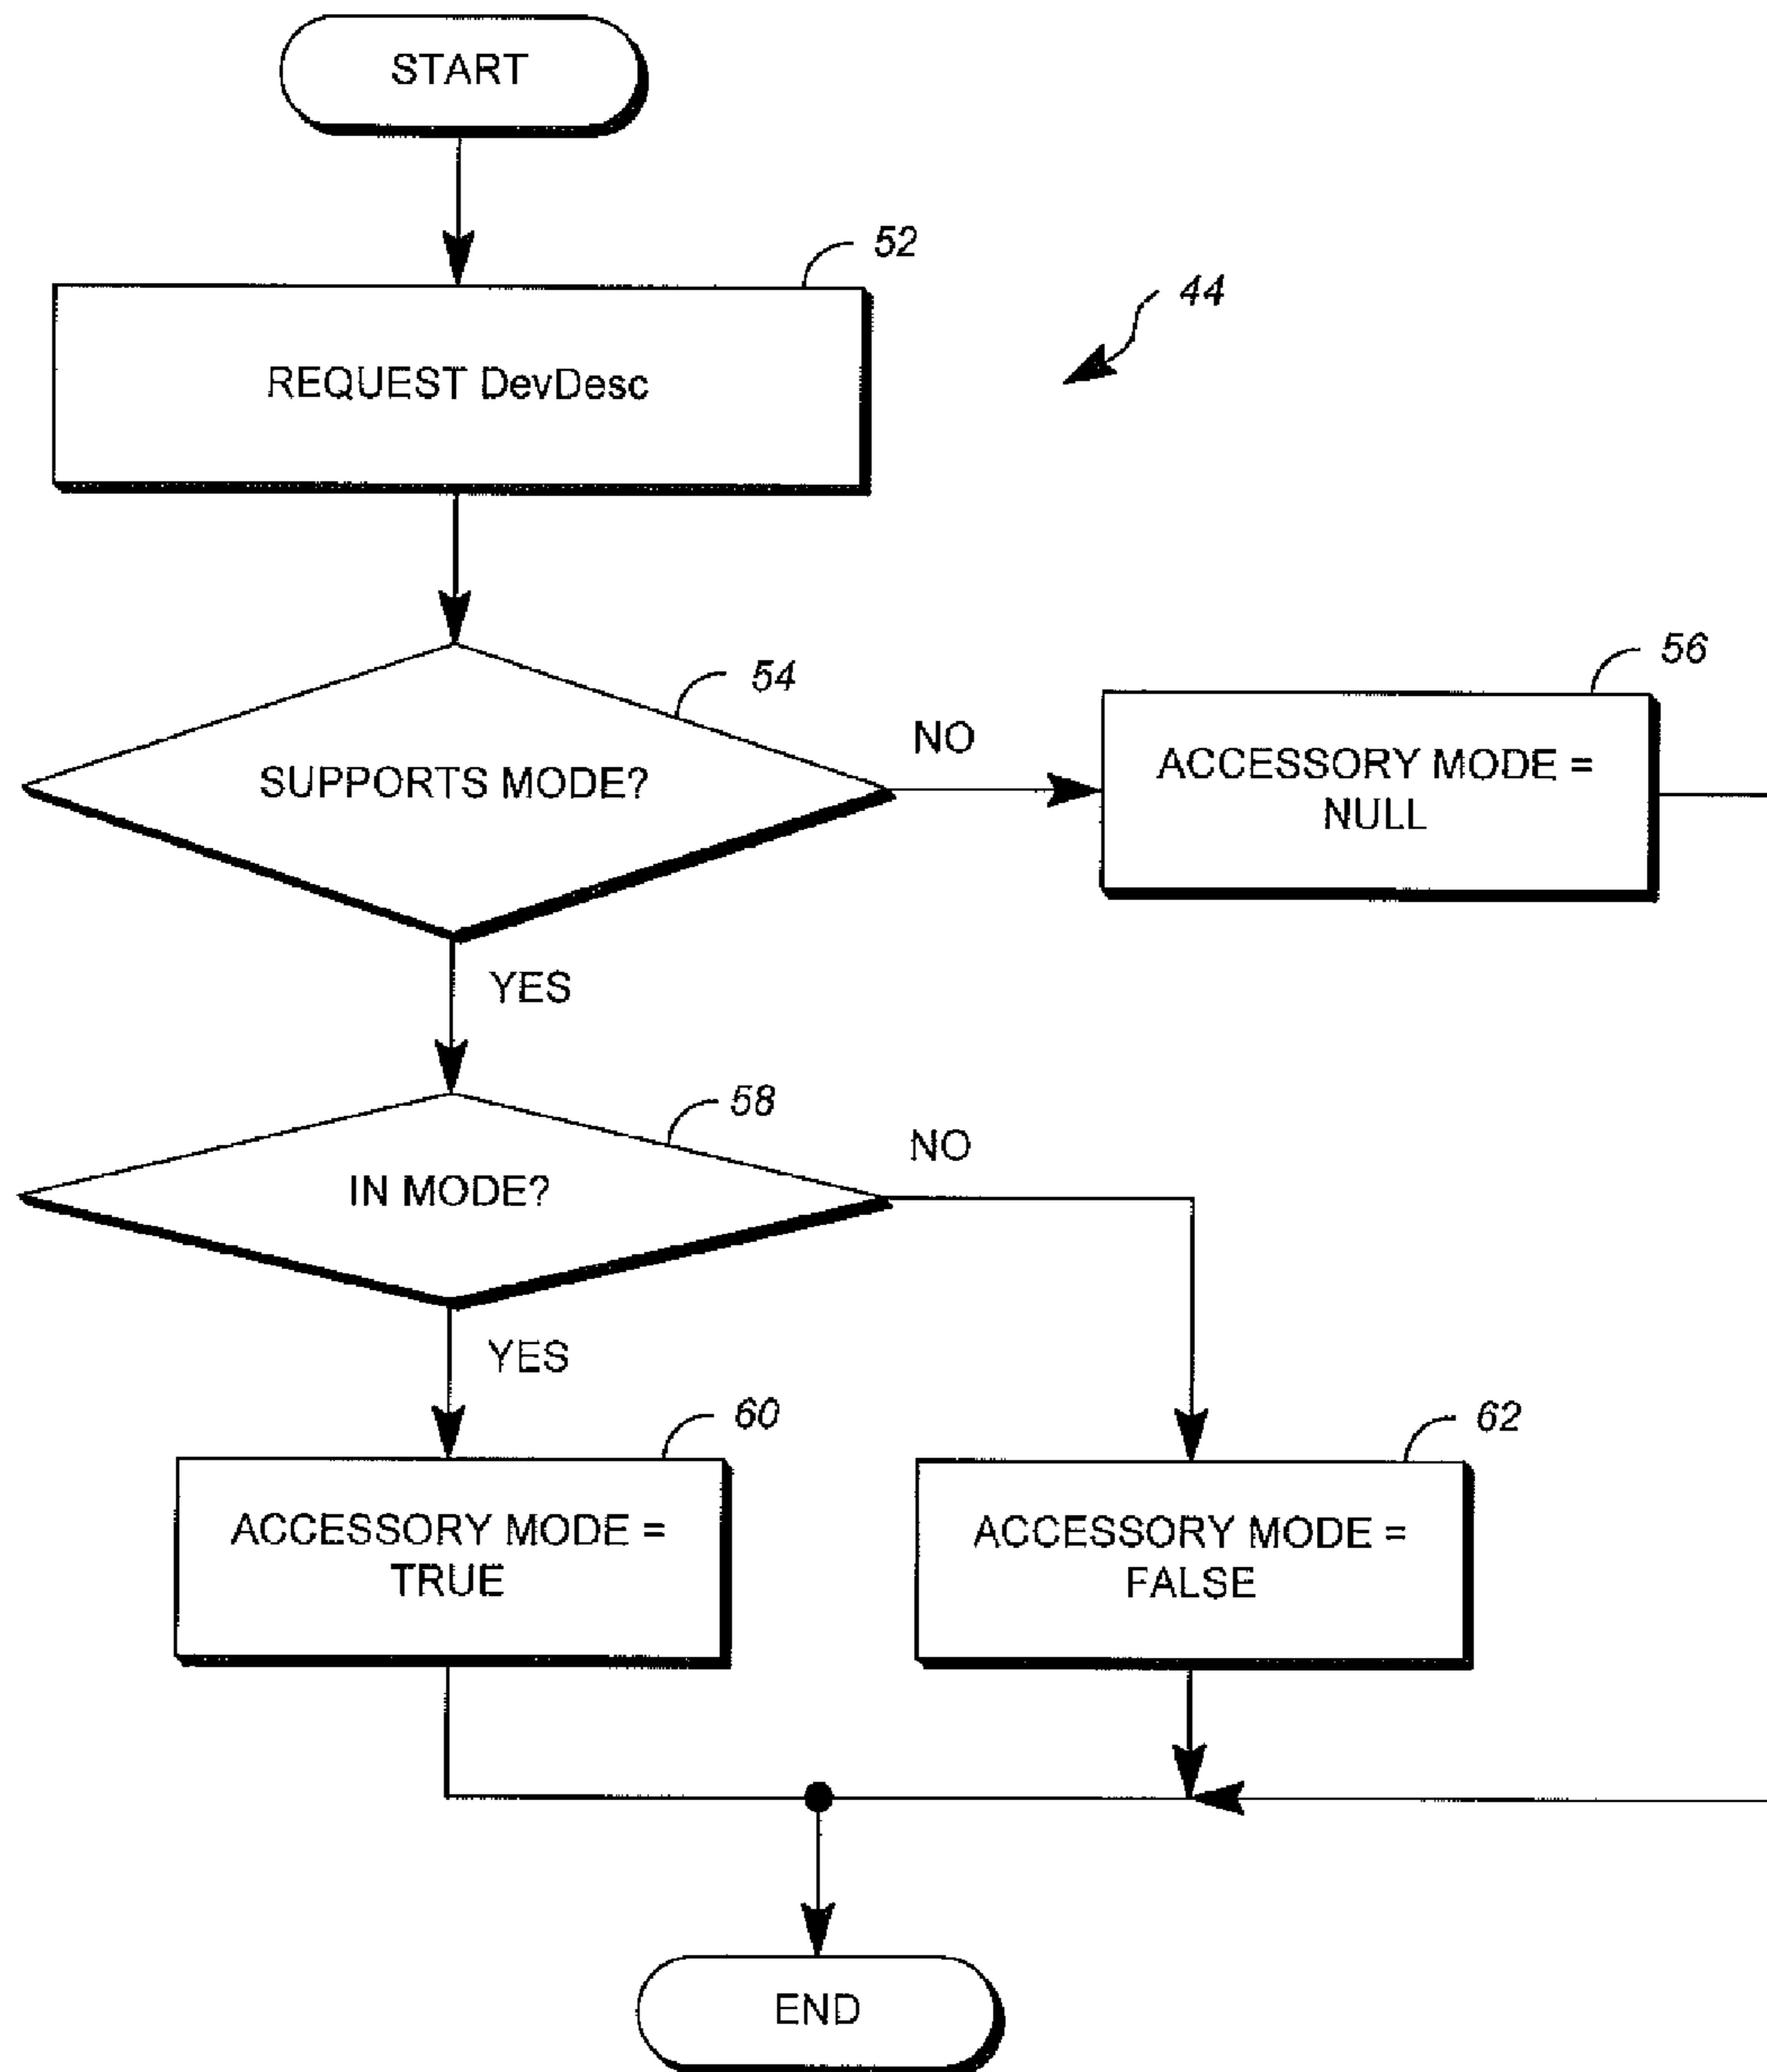 START
52
44
REQUEST DevDesc
54
56
SUPPORTS MODE?
NO
ACCESSORY MODE =
NULL
YES
58
NO
IN MODE?
YES
60
62
ACCESSORY MODE =
TRUE
ACCESSORY MODE =
FALSE
END